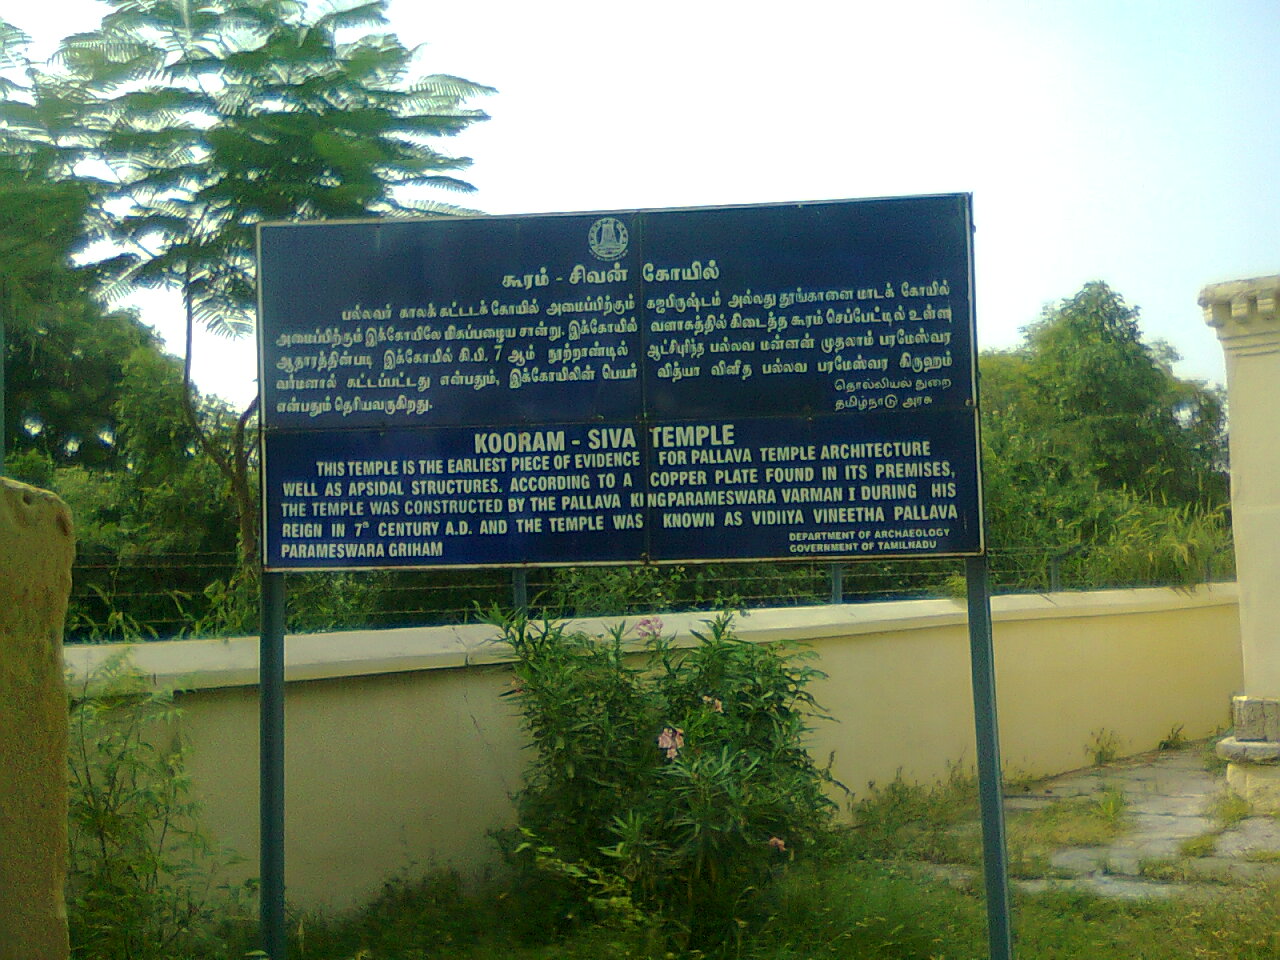 கூரம் - சிவன் கோயில்
பல்லவர் காலக் கட்டடக் கோயில் அமைப்பிற்கும் கஜபிருஷ்டம் அல்லது தூங்கானை மாடக் கோயில்
அமைப்பிற்கும் இக்கோயிலே மிகப்பழைய சான்று. இக்கோயில் வளாகத்தில் கிடைத்த கூரம் செப்பேட்டில் உள்ள
ஆதாரத்தின்படி இக்கோயில் கி.பி. 7 ஆம் நூற்றாண்டில் ஆட்சிபுரிந்த பல்லவ மன்னன் முதலாம் பரமேஸ்வர
வர்மனால் கட்டப்பட்டது என்பதும், இக்கோயிலின் பெயர் வித்யா வினீத பல்லவ பரமேஸ்வர கிருஹம்
என்பதும் தெரியவருகிறது.
தொல்லியல் துறை
தமிழ்நாடு அரசு
KOORAM - SIVA TEMPLE
THIS TEMPLE IS THE EARLIEST PIECE OF EVIDENCE FOR PALLAVA TEMPLE ARCHITECTURE
WELL AS APSIDAL STRUCTURES. ACCORDING TO A COPPER PLATE FOUND IN ITS PREMISES,
THE TEMPLE WAS CONSTRUCTED BY THE PALLAVA KINGPARAMESWARA VARMAN I DURING HIS
REIGN IN 7th CENTURY A.D. AND THE TEMPLE WAS KNOWN AS VIDIIYA VINEETHA PALLAVA
PARAMESWARA GRIHAM
DEPARTMENT OF ARCHAEOLOGY
GOVERNMENT OF TAMILNADU